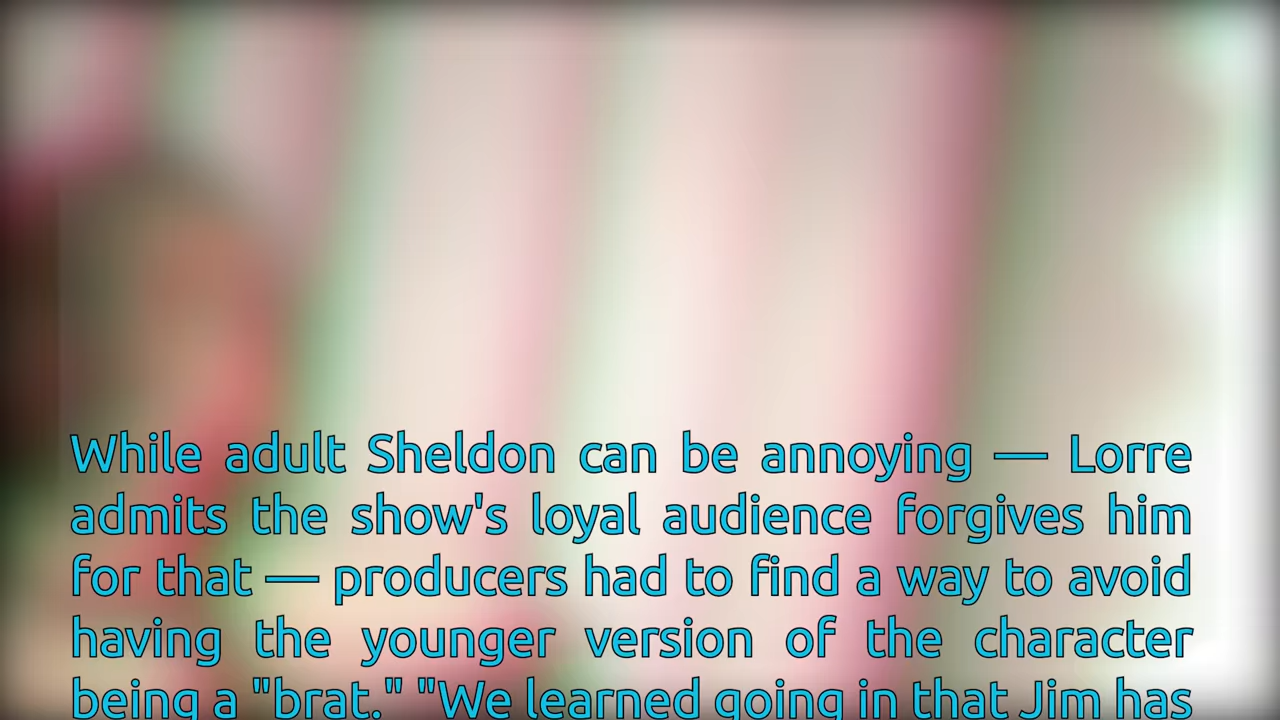 While adult Sheldon can be annoying — Lorre
admits the show's loyal audience forgives him
for that — producers had to find a way to avoid
having the younger version of the character
being a "brat." "We learned going in that Jim has